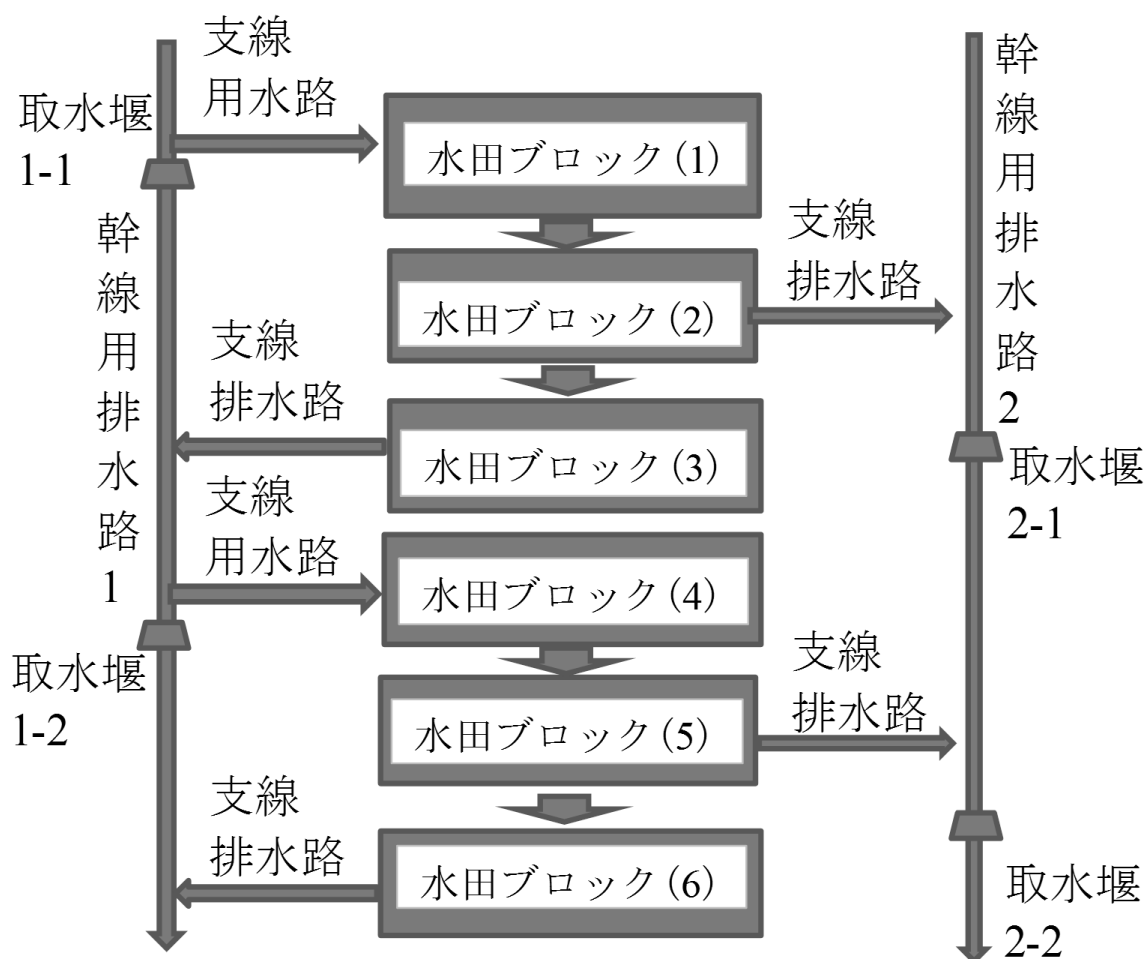 支線
用水路
取水堰
1-1
幹線用排水路1
幹線用排水路2
水田ブロック(1)
支線
排水路
水田ブロック(2)
支線
排水路
水田ブロック(3)
取水堰
2-1
支線
用水路
水田ブロック(4)
取水堰
1-2
支線
排水路
水田ブロック(5)
支線
排水路
水田ブロック(6)
取水堰
2-2